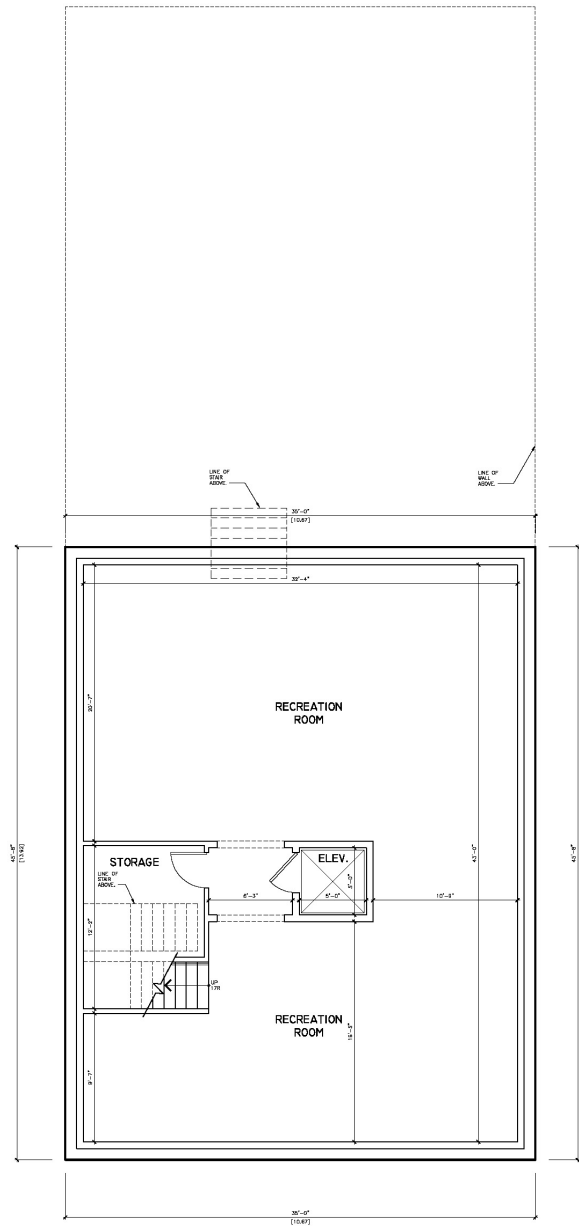 LINE OF
STAIR
ABOVE.
LINE OF
WALL
ABOVE.
35'-0"
[10.67]
32'-4"
20'-7"
RECREATION
ROOM
45'-8"
[13.92]
43'-0"
45'-8"
STORAGE
ELEV.
LINE OF
STAIR
ABOVE.
5'-0"
6'-3"
5'-0"
10'-9"
12'-2"
UP
17R
RECREATION
ROOM
9'-7"
35'-0"
[10.67]